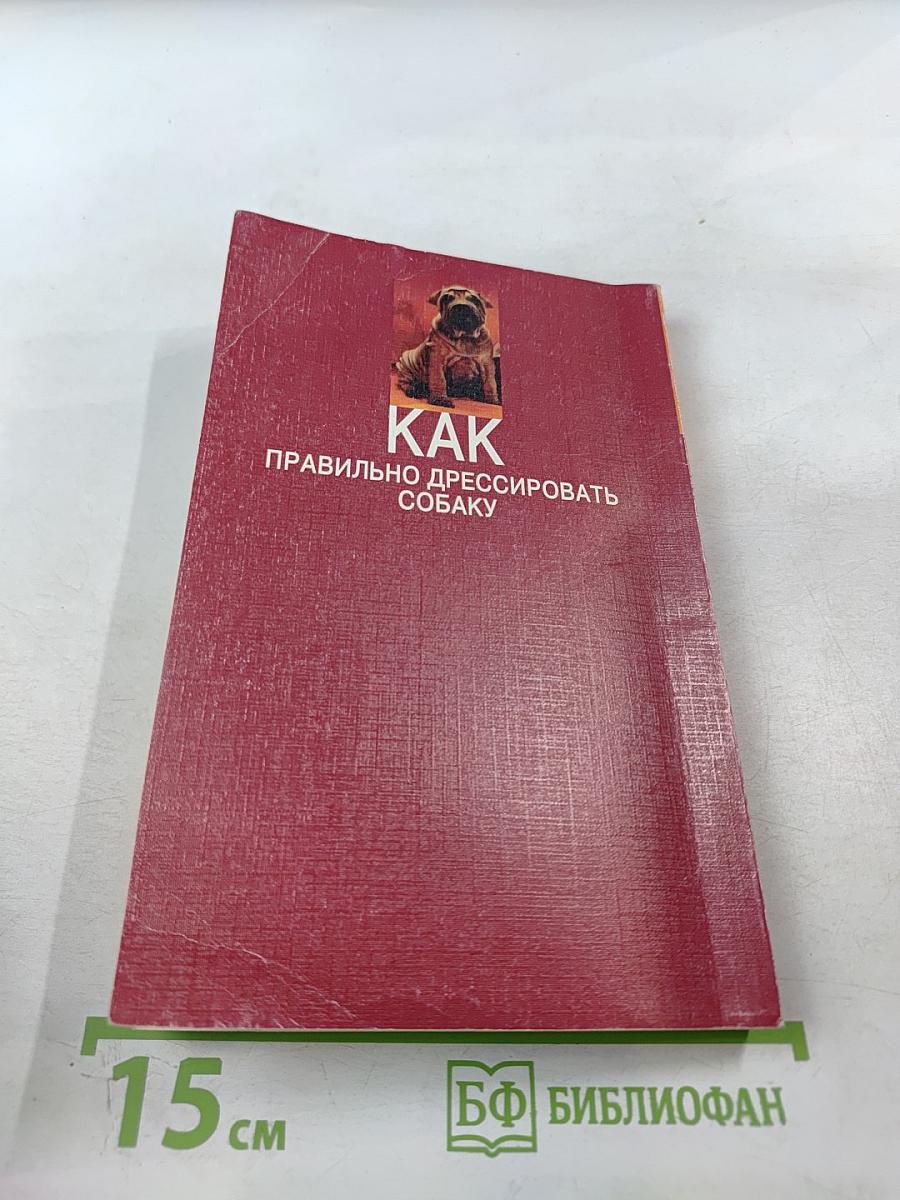 КАК
ПРАВИЛЬНО ДРЕССИРОВАТЬ
СОБАКУ
15 см
БФ БИБЛИОФАН